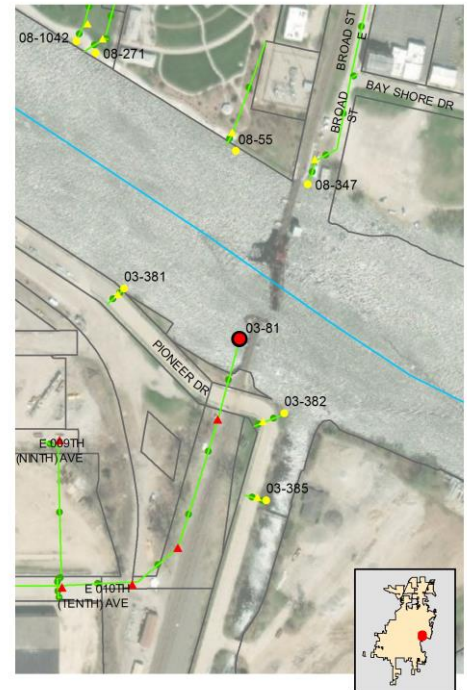 08-1042
08-271
BROAD ST
E
BAY SHORE DR
BROAD
ST
08-55
08-347
03-381
03-81
PIONEER DR
03-382
E 009TH
(NINTH) AVE
03-385
E 010TH
(TENTH) AVE